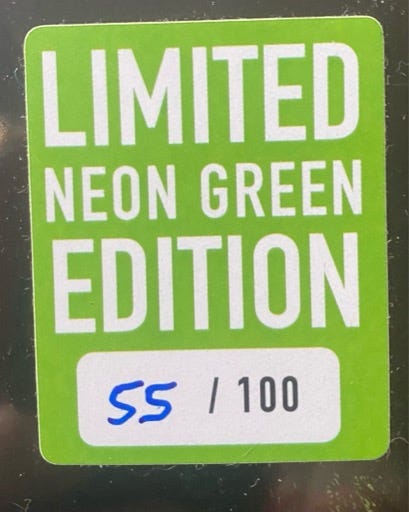 LIMITED
NEON GREEN
EDITION
55 / 100